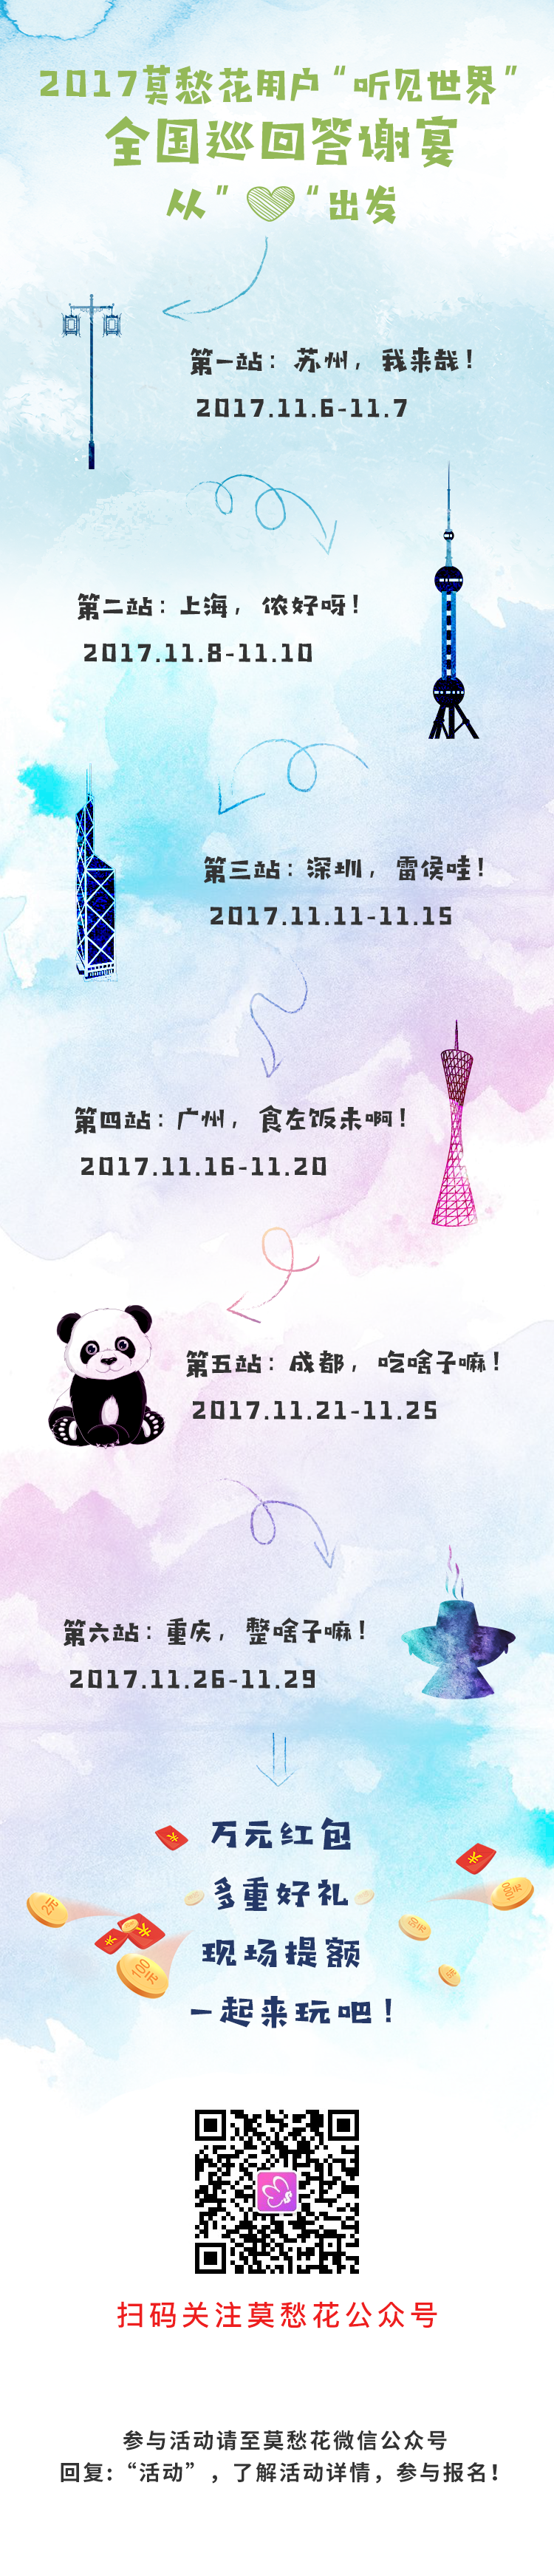 2017莫愁花用户“听见世界”
全国巡回答谢宴
从”“出发
第一站：苏州，我来哉！
2017.11.6-11.7
第二站：上海，侬好呀！
2017.11.8-11.10
第三站：深圳，雷侯哇！
2017.11.11-11.15
第四站：广州，食左饭未啊！
2017.11.16-11.20
第五站：成都，吃啥子嘛！
2017.11.21-11.25
第六站：重庆，整啥子嘛！
2017.11.26-11.29
万元红包
多重好礼
现场提额
一起来玩吧！
2元
100元
扫码关注莫愁花公众号
参与活动请至莫愁花微信公众号
回复：“活动”，了解活动详情，参与报名！